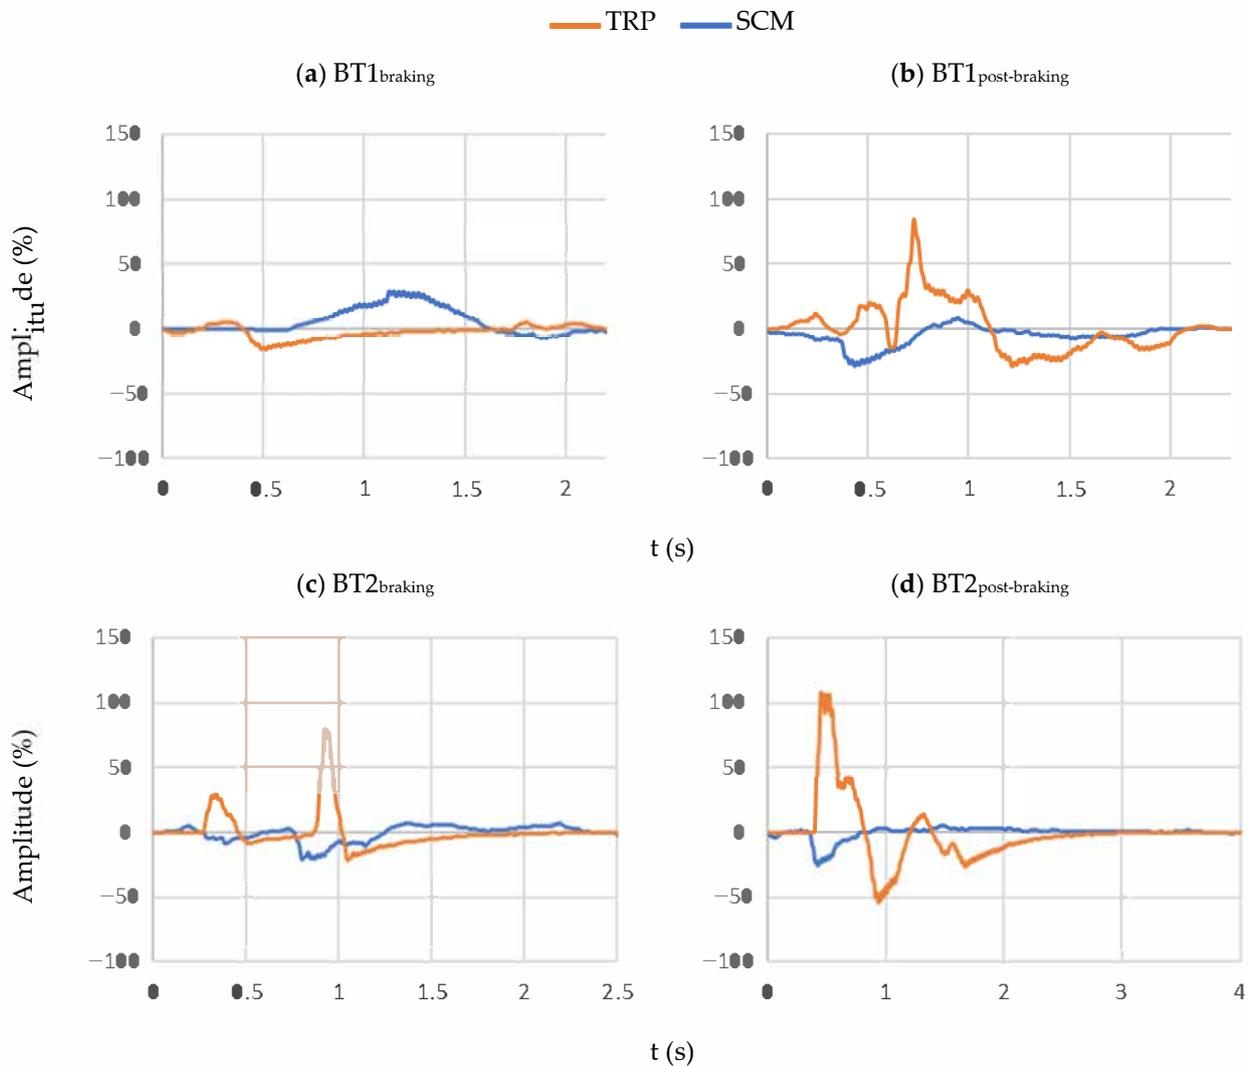 TRP SCM
(a) BT1braking
(b) BT1post-braking
150
100
50
0
−50
−100
0 0.5 1 1.5 2
150
100
50
0
−50
−100
0 0.5 1 1.5 2
Amplitude (%)
t (s)
(c) BT2braking
(d) BT2post-braking
150
100
50
0
−50
−100
0 0.5 1 1.5 2 2.5
150
100
50
0
−50
−100
0 1 2 3 4
Amplitude (%)
t (s)